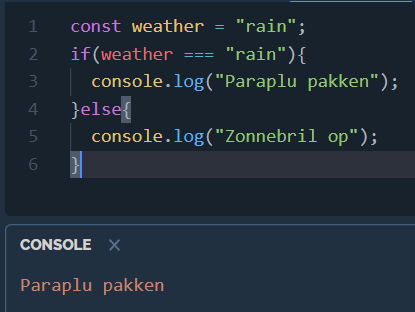 1 const weather = "rain";
2 if(weather === "rain"){
3 console.log("Paraplu pakken");
4 }else{
5 console.log("Zonnebril op");
6 }
CONSOLE ×
Paraplu pakken